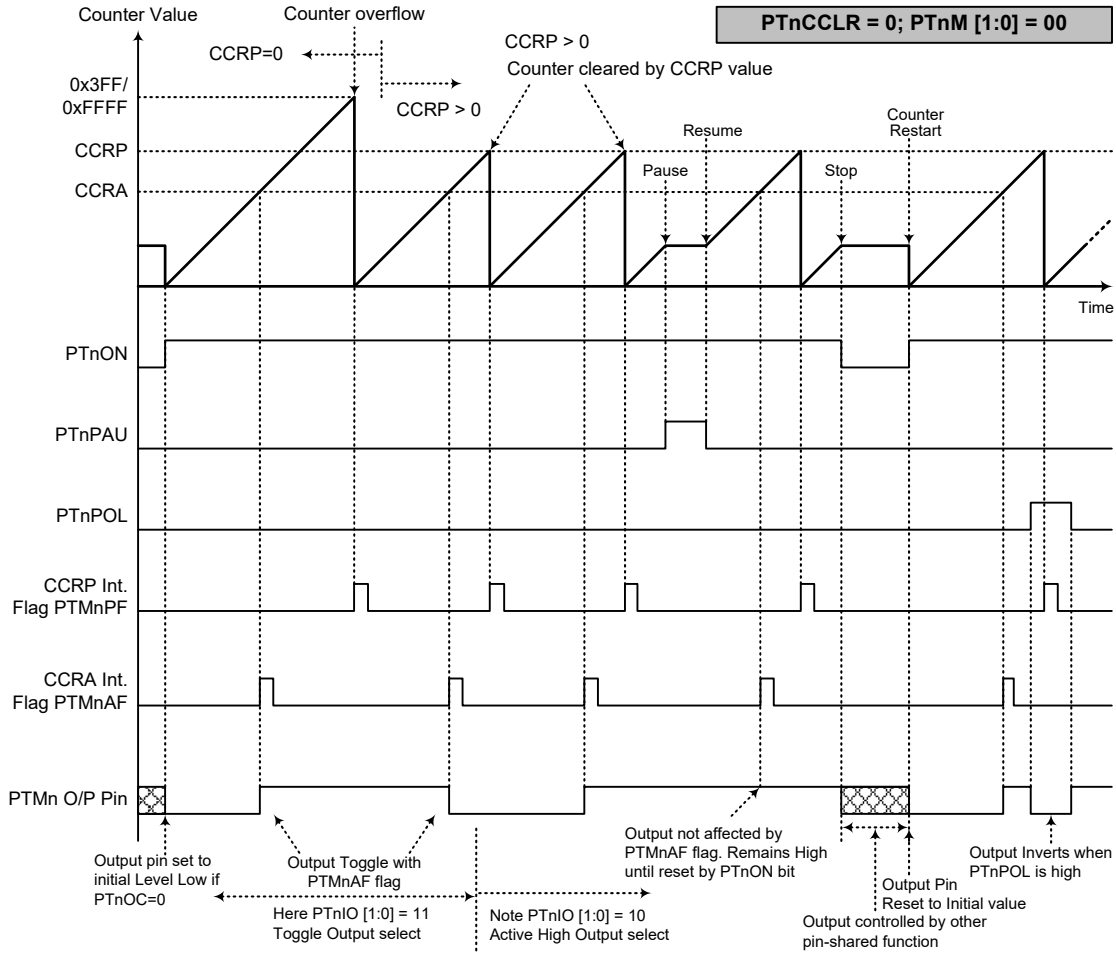 Counter Value
Counter overflow
PTnCCLR = 0; PTnM [1:0] = 00
CCRP=0
CCRP > 0
CCRP > 0
Counter cleared by CCRP value
0x3FF/
0xFFFF
CCRP
CCRA
Pause
Resume
Stop
Counter
Restart
Time
PTnON
PTnPAU
PTnPOL
CCRP Int.
Flag PTMnPF
CCRA Int.
Flag PTMnAF
PTMn O/P Pin
Output pin set to
initial Level Low if
PTnOC=0
Output Toggle with
PTMnAF flag
Here PTnIO [1:0] = 11
Toggle Output select
Note PTnIO [1:0] = 10
Active High Output select
Output not affected by
PTMnAF flag. Remains High
until reset by PTnON bit
Output Pin
Reset to Initial value
Output controlled by other
pin-shared function
Output Inverts when
PTnPOL is high